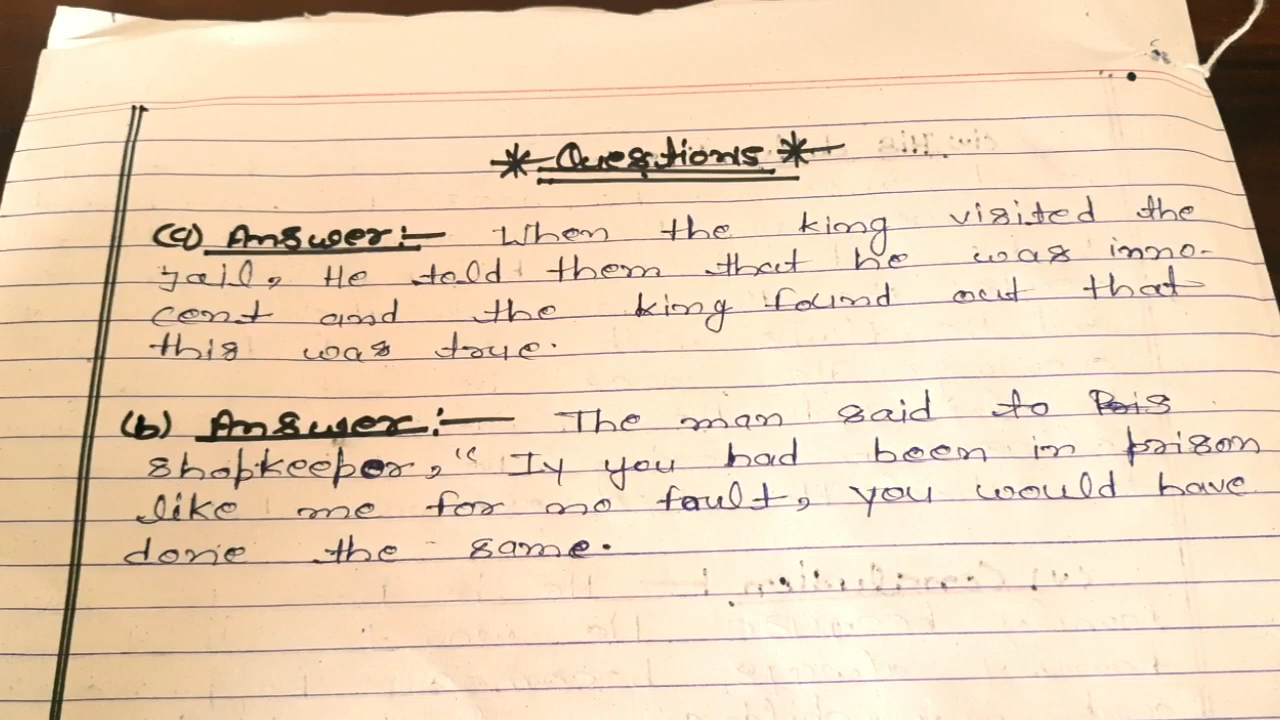 * Questions *
(a) Answer:- When the king visited the
jail, He told them that he was inno-
cent and the king found out that
this was true.
(b) Answer:- The man said to
shopkeeper, "If you had been in prison
like me for no fault, you would have
done the same.